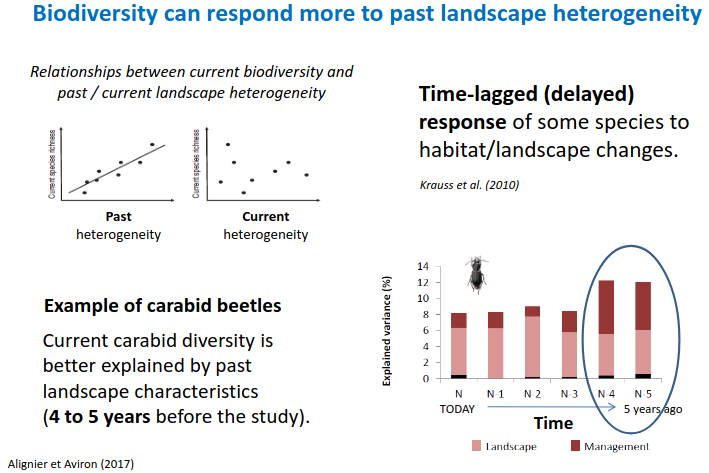 Biodiversity can respond more to past landscape heterogeneity
Relationships between current biodiversity and
past / current landscape heterogeneity
Current species richness
Past
heterogeneity
Current species richness
Current
heterogeneity
Time-lagged (delayed)
response of some species to
habitat/landscape changes.
Krauss et al. (2010)
Example of carabid beetles
Current carabid diversity is
better explained by past
landscape characteristics
(4 to 5 years before the study).
Explained variance (%)
14
12
10
8
6
4
2
0
N N-1 N-2 N-3 N-4 N-5
TODAY 5 years ago
Time
Landscape Management
Alignier et Aviron (2017)